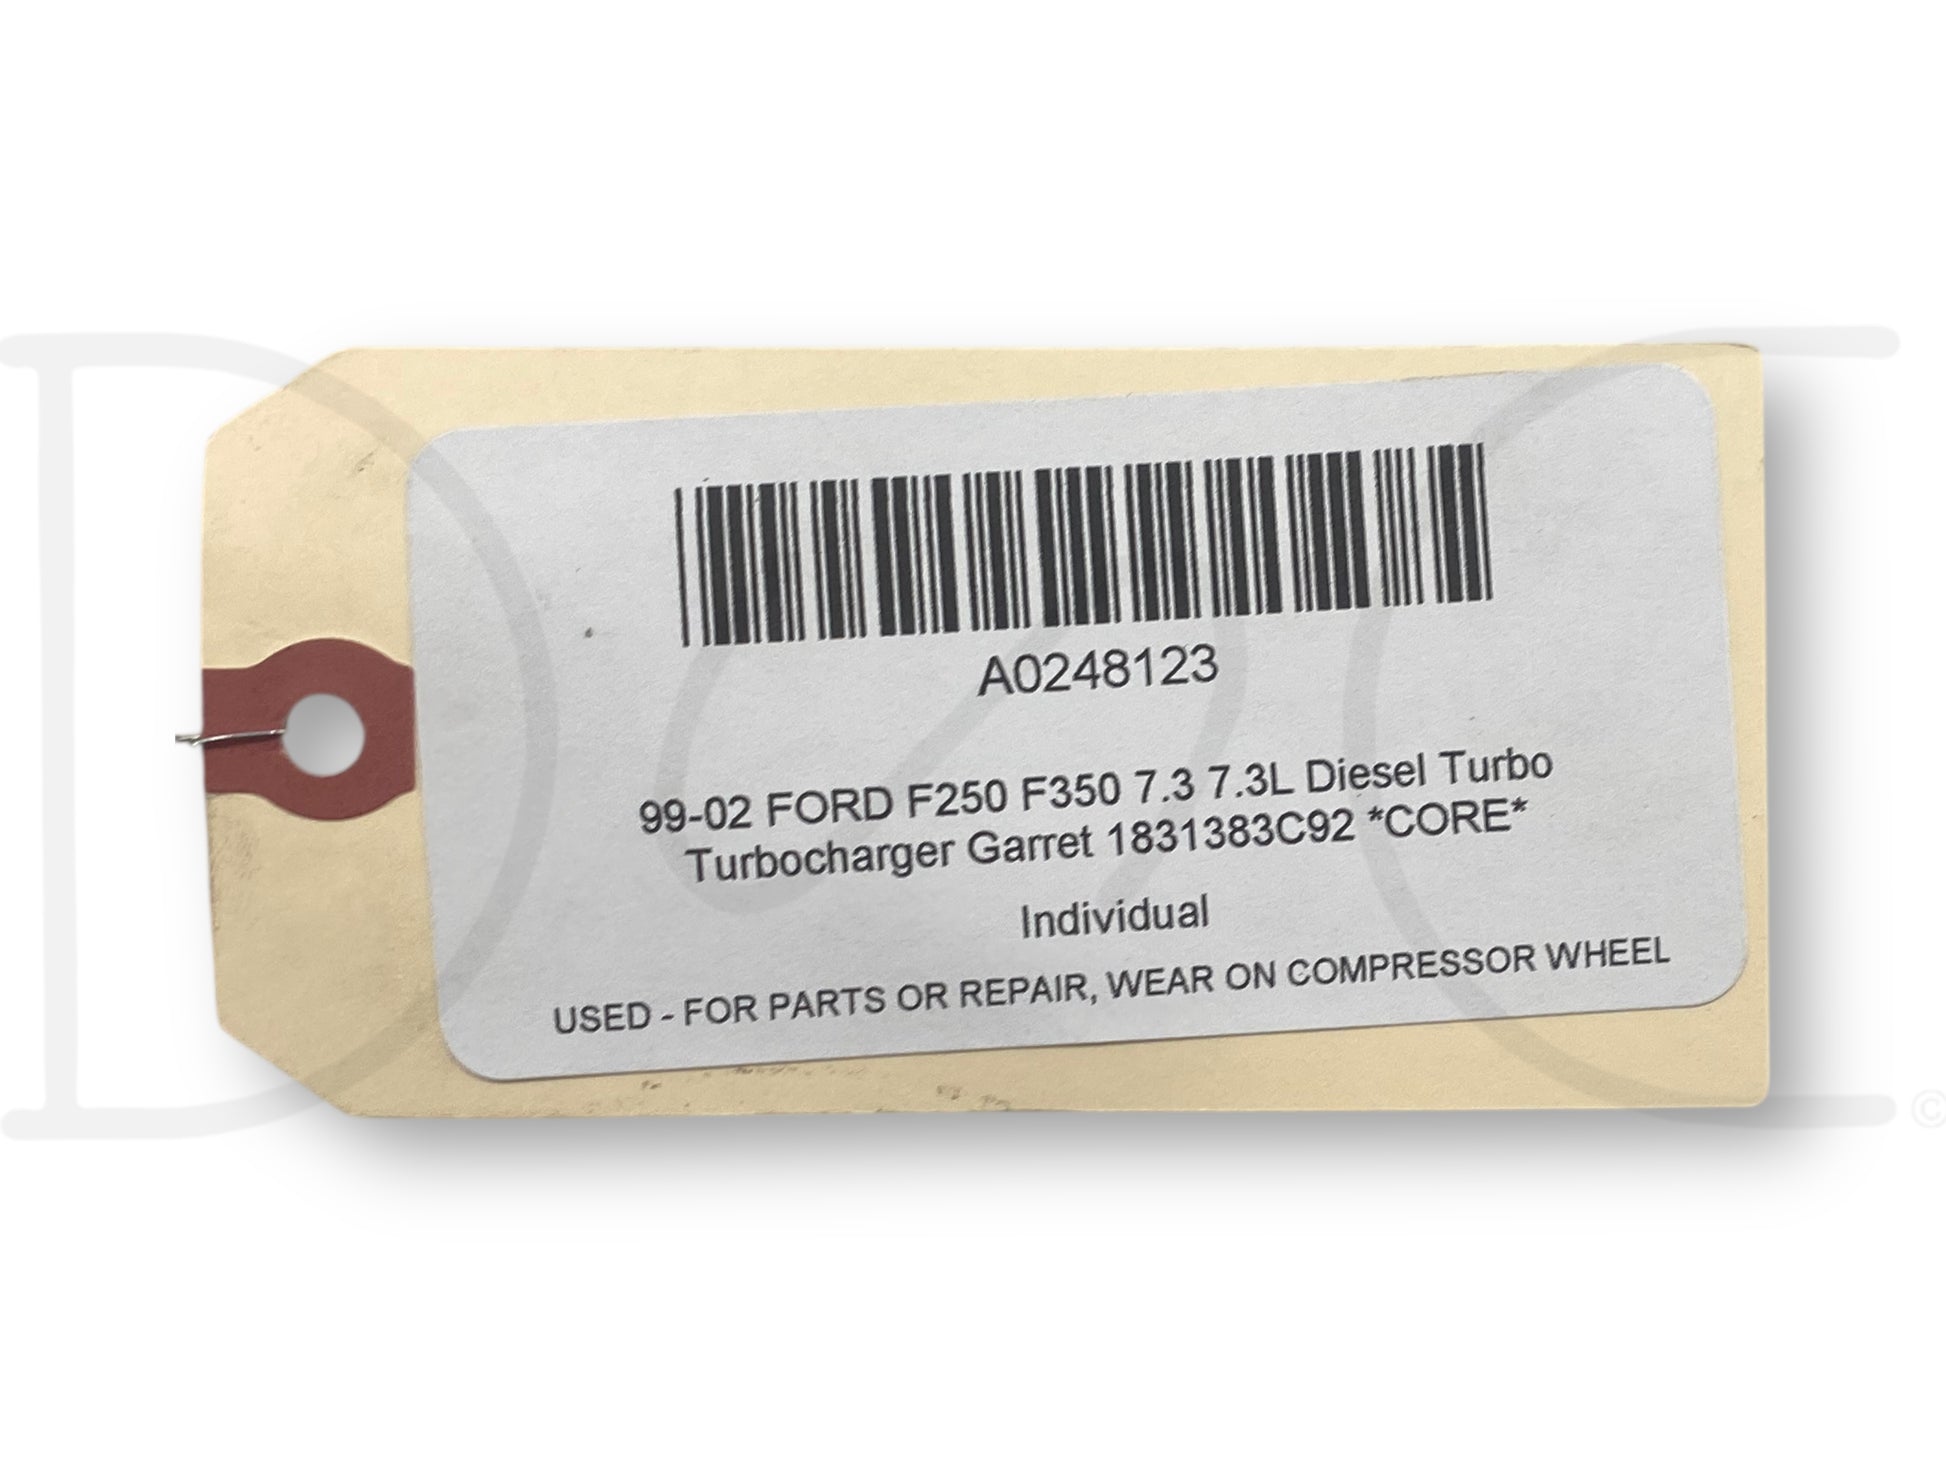 A0248123
99-02 FORD F250 F350 7.3 7.3L Diesel Turbo
Turbocharger Garret 1831383C92 *CORE*
Individual
USED - FOR PARTS OR REPAIR, WEAR ON COMPRESSOR WHEEL
©